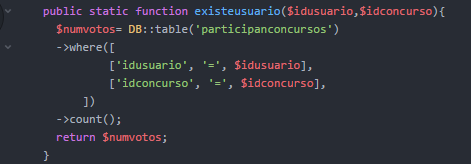 public static function existeusuario($idusuario,$idconcurso){
$numvotos= DB::table('participanconcursos')
->where([
['idusuario', '=', $idusuario],
['idconcurso', '=', $idconcurso],
])
->count();
return $numvotos;
}